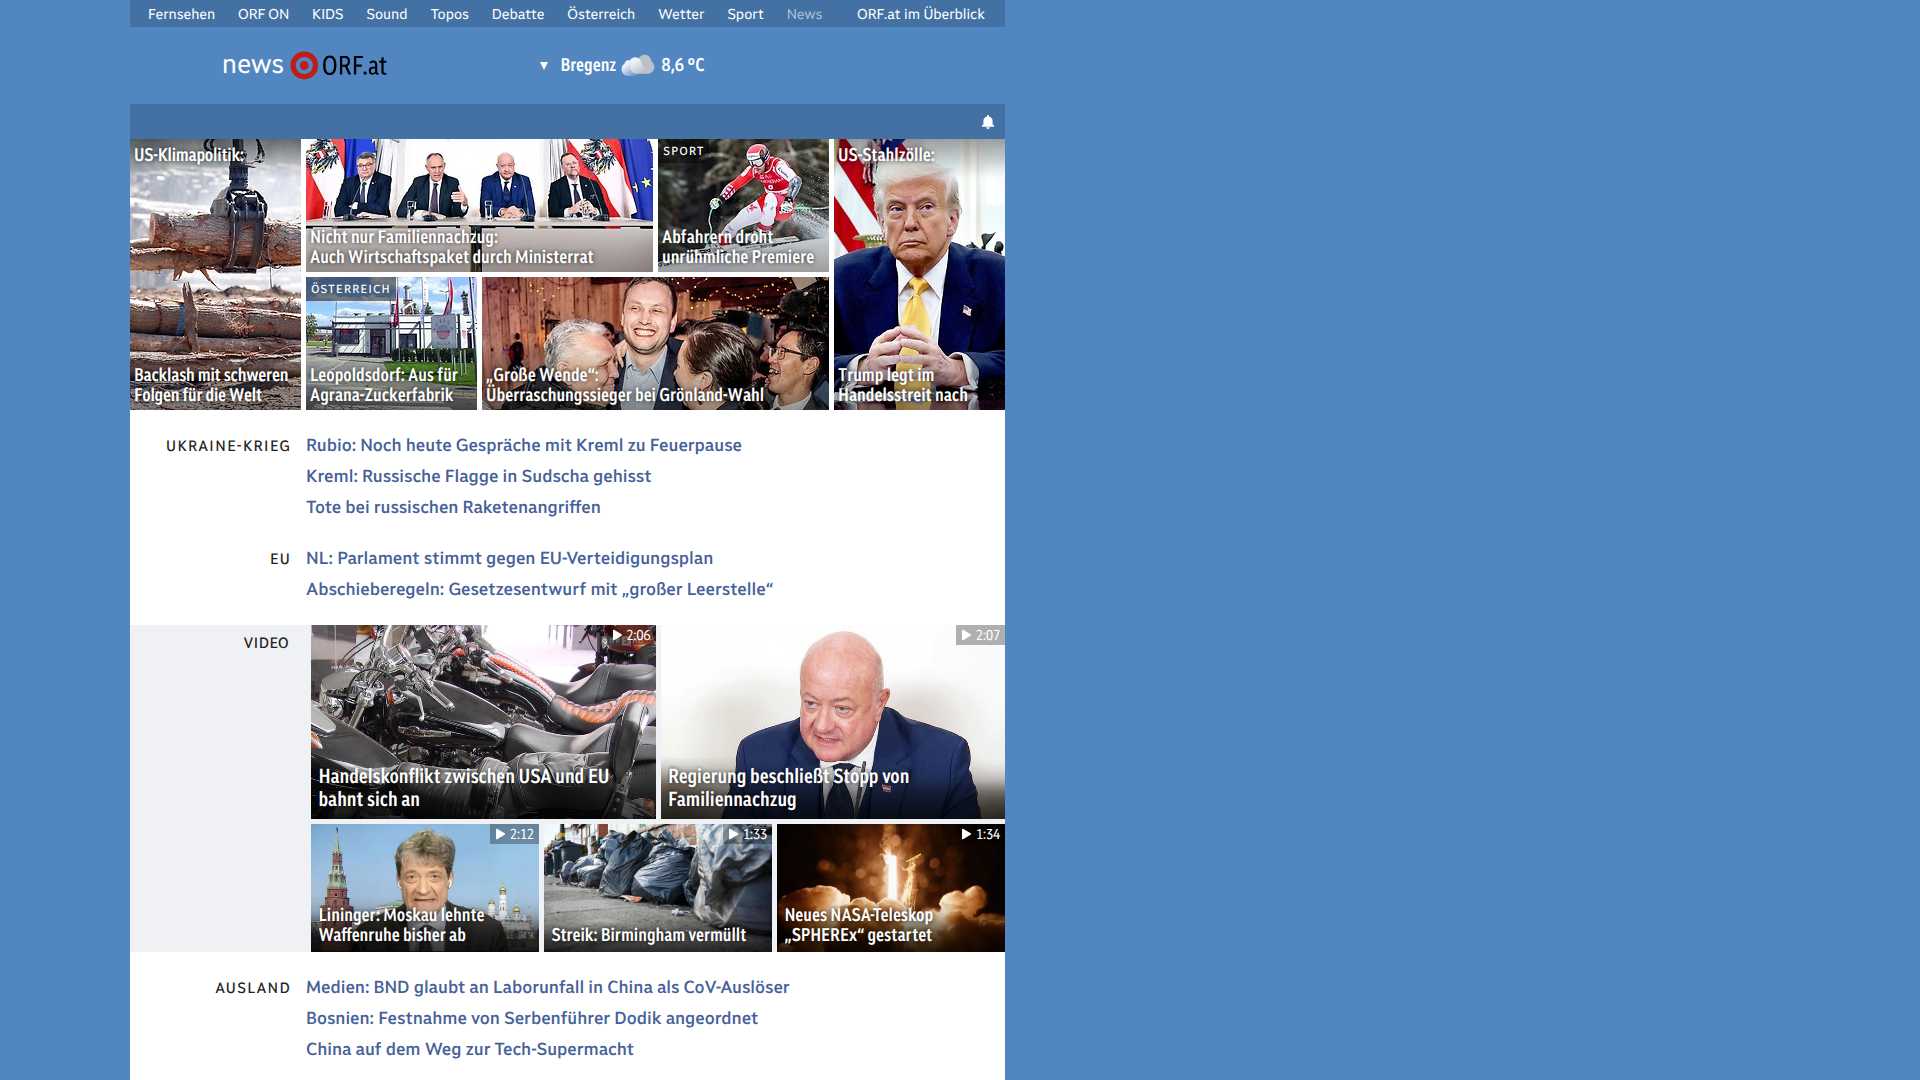 Fernsehen ORF ON KIDS Sound Topos Debatte Österreich Wetter Sport News ORF.at im Überblick
news ORF.at
Bregenz 8,6 °C
US-Klimapolitik:
Backlash mit schweren
Folgen für die Welt
Nicht nur Familiennachzug:
Auch Wirtschaftspaket durch Ministerrat
SPORT
Abfahrern droht
unrühmliche Premiere
US-Stahlzölle:
Trump legt im
Handelsstreit nach
ÖSTERREICH
Leopoldsdorf: Aus für
Agrana-Zuckerfabrik
„Große Wende“:
Überraschungssieger bei Grönland-Wahl
UKRAINE-KRIEG
Rubio: Noch heute Gespräche mit Kreml zu Feuerpause
Kreml: Russische Flagge in Sudscha gehisst
Tote bei russischen Raketenangriffen
EU
NL: Parlament stimmt gegen EU-Verteidigungsplan
Abschieberegeln: Gesetzesentwurf mit „großer Leerstelle“
VIDEO
2:06
Handelskonflikt zwischen USA und EU
bahnt sich an
2:07
Regierung beschließt Stopp von
Familiennachzug
2:12
Lininger: Moskau lehnte
Waffenruhe bisher ab
1:33
Streik: Birmingham vermüllt
1:34
Neues NASA-Teleskop
„SPHEREx“ gestartet
AUSLAND
Medien: BND glaubt an Laborunfall in China als CoV-Auslöser
Bosnien: Festnahme von Serbenführer Dodik angeordnet
China auf dem Weg zur Tech-Supermacht